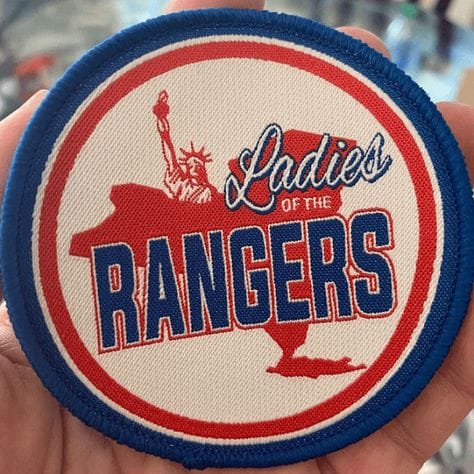 Ladies
OF THE
RANGERS